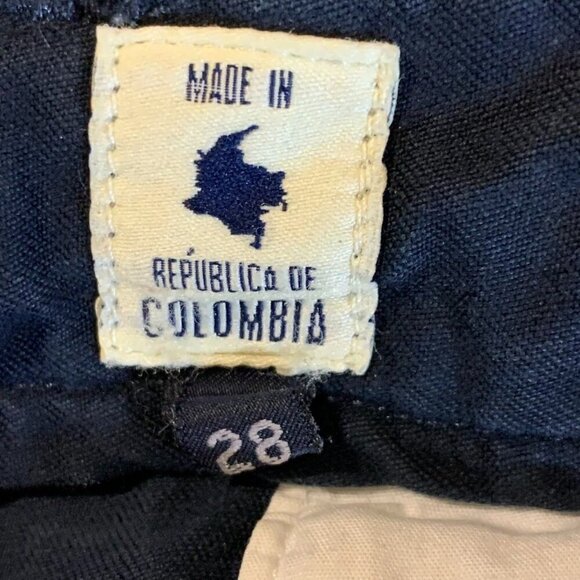 MADE IN
REPÚBLICA DE
COLOMBIA
28